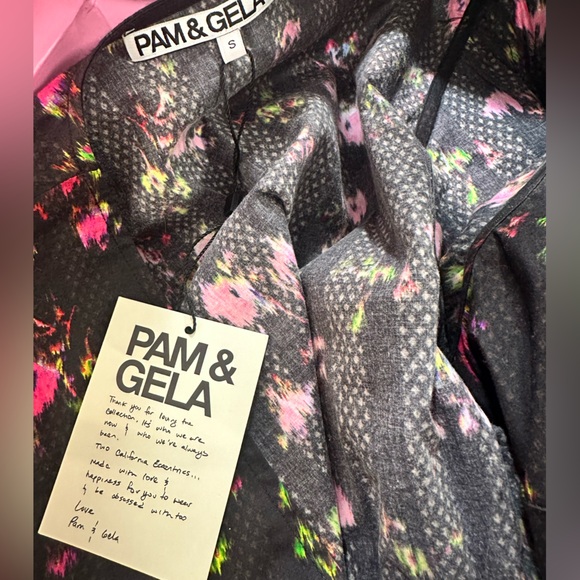 PAM & GELA
S
PAM &
GELA
Thank you for loving the
collection. It's who we are
now & who we've always
been.
Two California Eccentrics...
made with love &
happiness for you to wear
& be obsessed with too
Love
Pam &
Gela